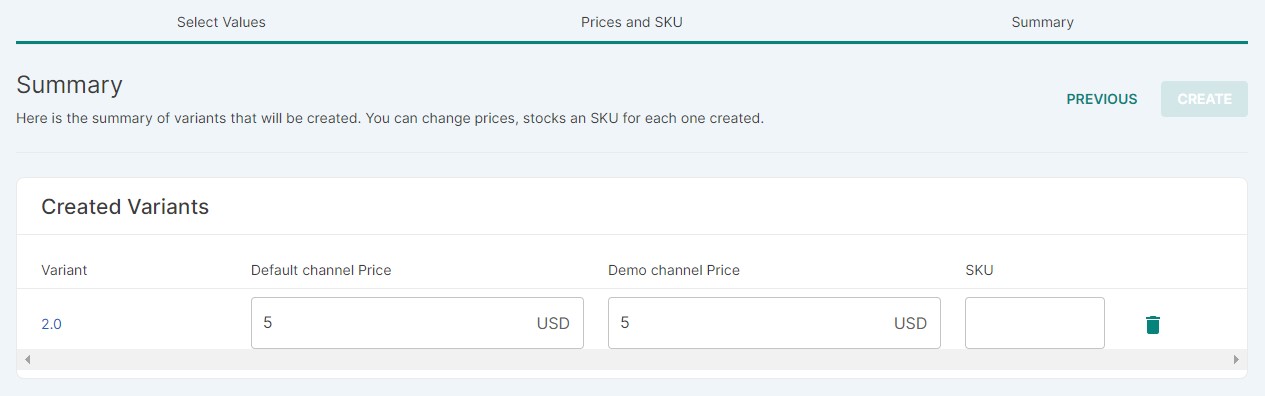 Select Values Prices and SKU Summary
Summary
PREVIOUS CREATE
Here is the summary of variants that will be created. You can change prices, stocks an SKU for each one created.
Created Variants
Variant Default channel Price Demo channel Price SKU
2.0 5 USD 5 USD